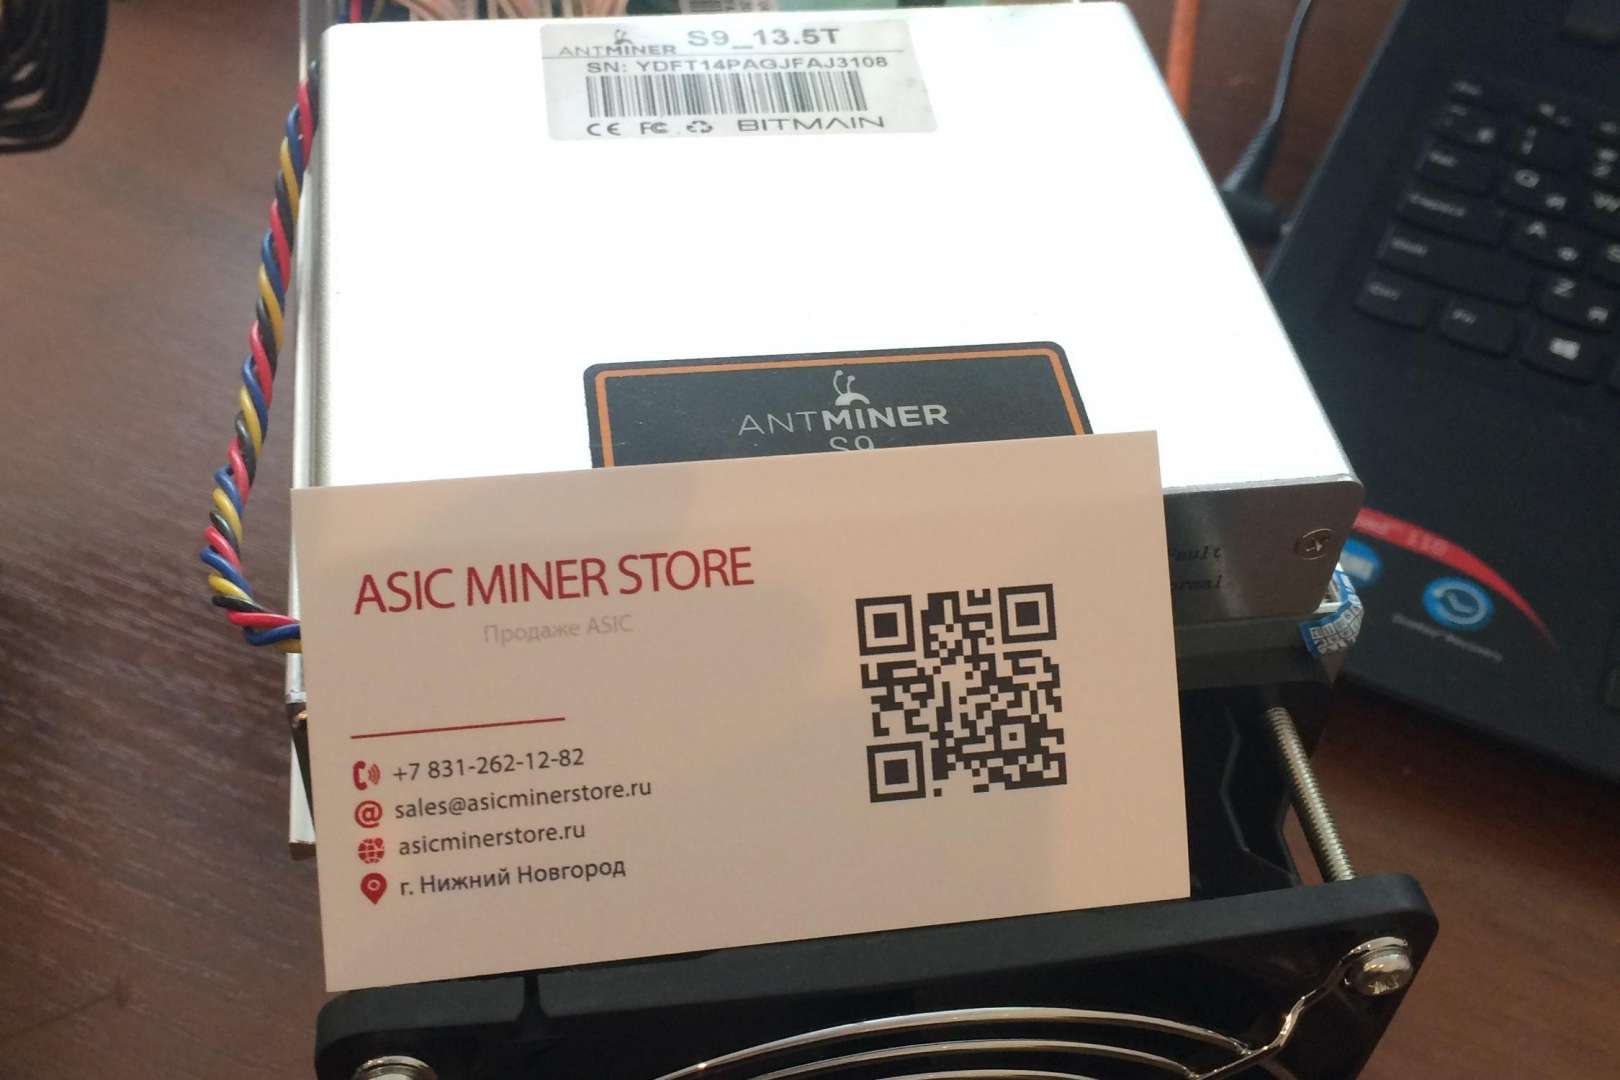 ANTMINER S9_13.5T
SN: YDFT14PAGJFAJ3108
CE FC BITMAIN
ANTMINER
S9
ASIC MINER STORE
Продаже ASIC
+7 831-262-12-82
sales@asicminerstore.ru
asicminerstore.ru
г. Нижний Новгород